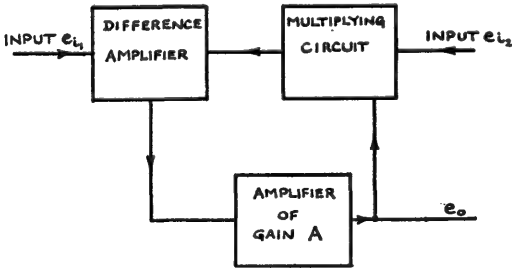 DIFFERENCE
AMPLIFIER
MULTIPLYING
CIRCUIT
INPUT ei₁
INPUT ei₂
AMPLIFIER
OF
GAIN A
eo